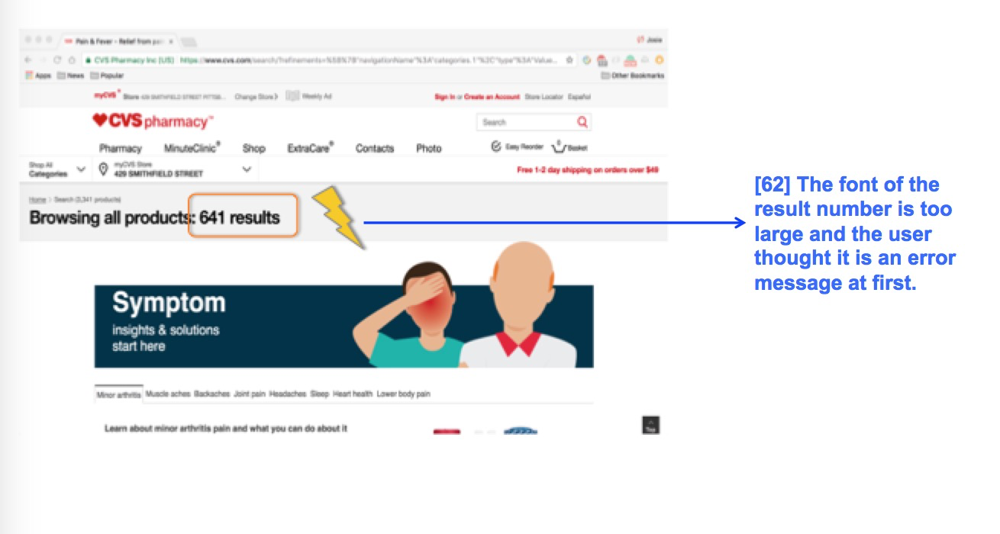 Pain & Fever - Relief from pai
Josie
CVS Pharmacy Inc [US] https://www.cvs.com/search/?refinements=%5B%7B"navigationName"%3A"categories.1"%2C"type"%3A"Value...
Apps News Popular
Other Bookmarks
myCVS® Store 429 SMITHFIELD STREET PITTSB... Change Store Weekly Ad
Sign In or Create an Account Store Locator Español
CVS pharmacy™
Search
Pharmacy MinuteClinic® Shop ExtraCare® Contacts Photo
Easy Reorder 0 Basket
Shop All
Categories
myCVS Store
429 SMITHFIELD STREET
Free 1-2 day shipping on orders over $49
Home > Search (3,341 products)
Browsing all products: 641 results
[62] The font of the
result number is too
large and the user
thought it is an error
message at first.
Symptom
insights & solutions
start here
Minor arthritis Muscle aches Backaches Joint pain Headaches Sleep Heart health Lower body pain
Learn about minor arthritis pain and what you can do about it
Top